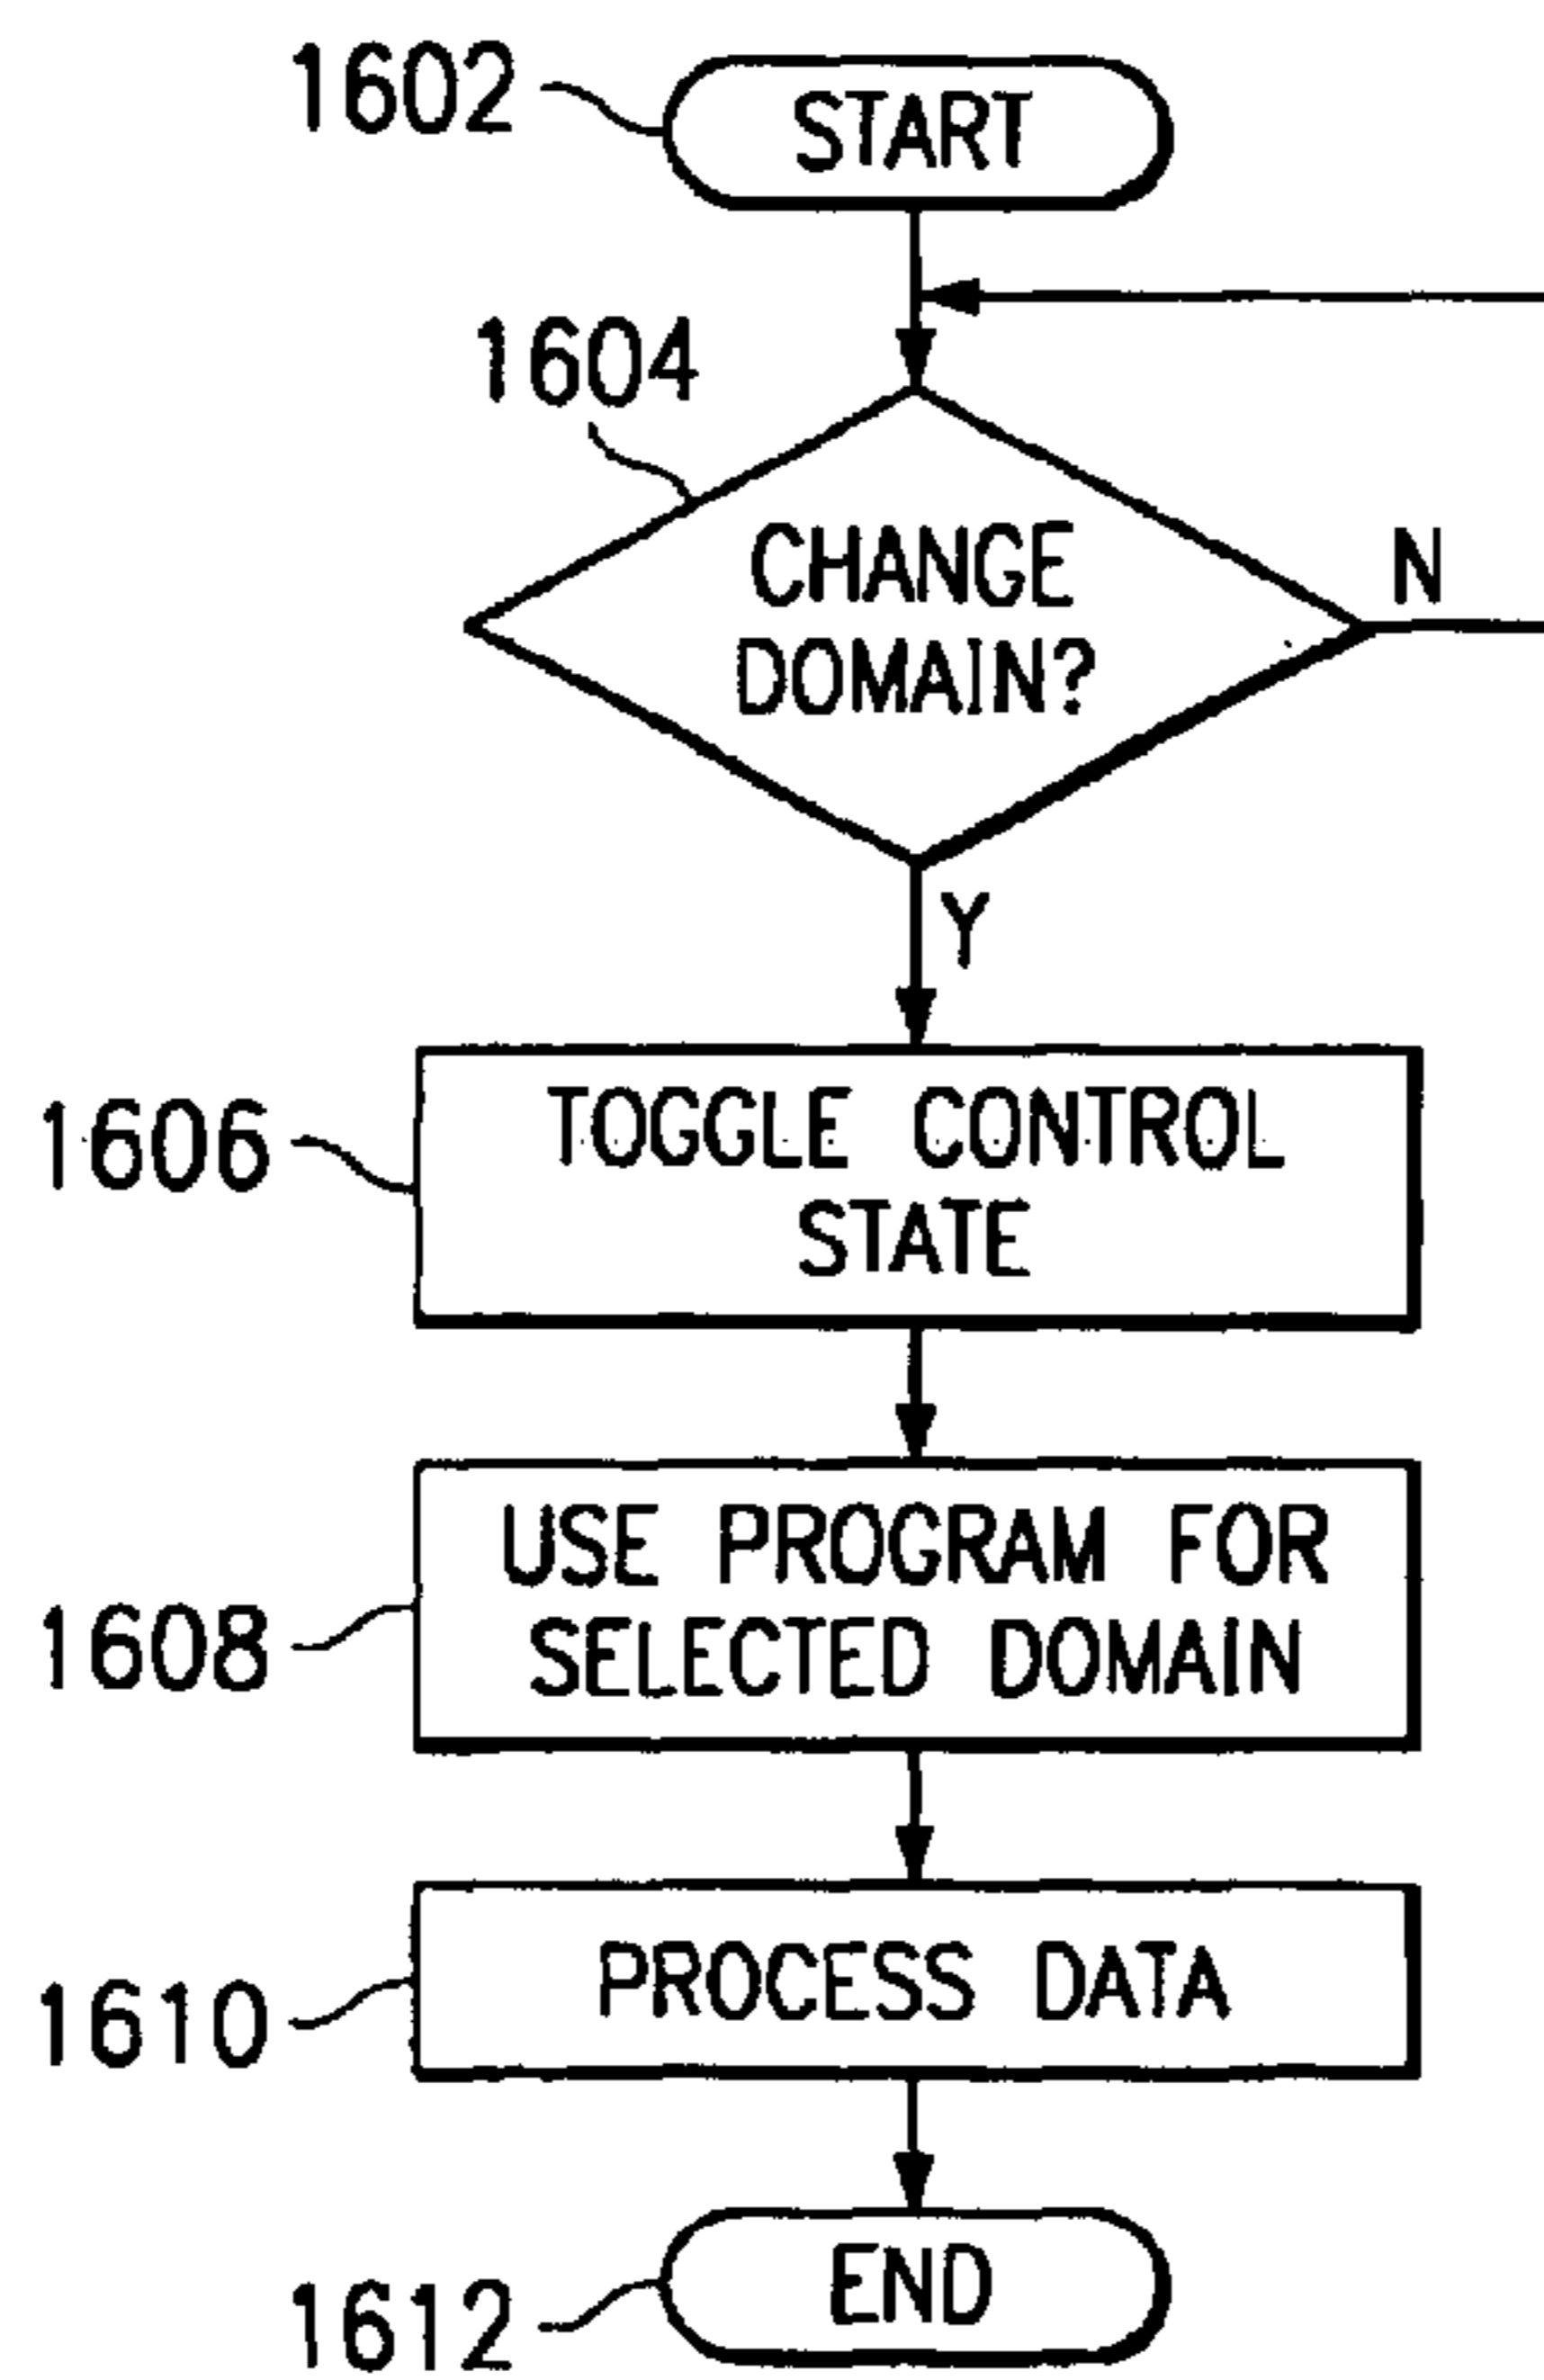 1602
START
1604
CHANGE
DOMAIN?
N
Y
1606
TOGGLE CONTROL
STATE
1608
USE PROGRAM FOR
SELECTED DOMAIN
1610
PROCESS DATA
1612
END